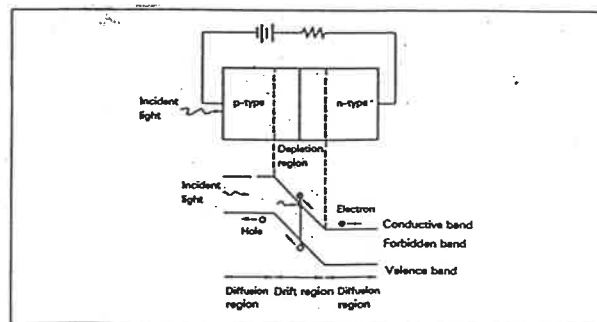 p-type
n-type
Incident
light
Depletion
region
Incident
light
Electron
Conductive band
Hole
Forbidden band
Valence band
Diffusion
region
Drift region
Diffusion
region